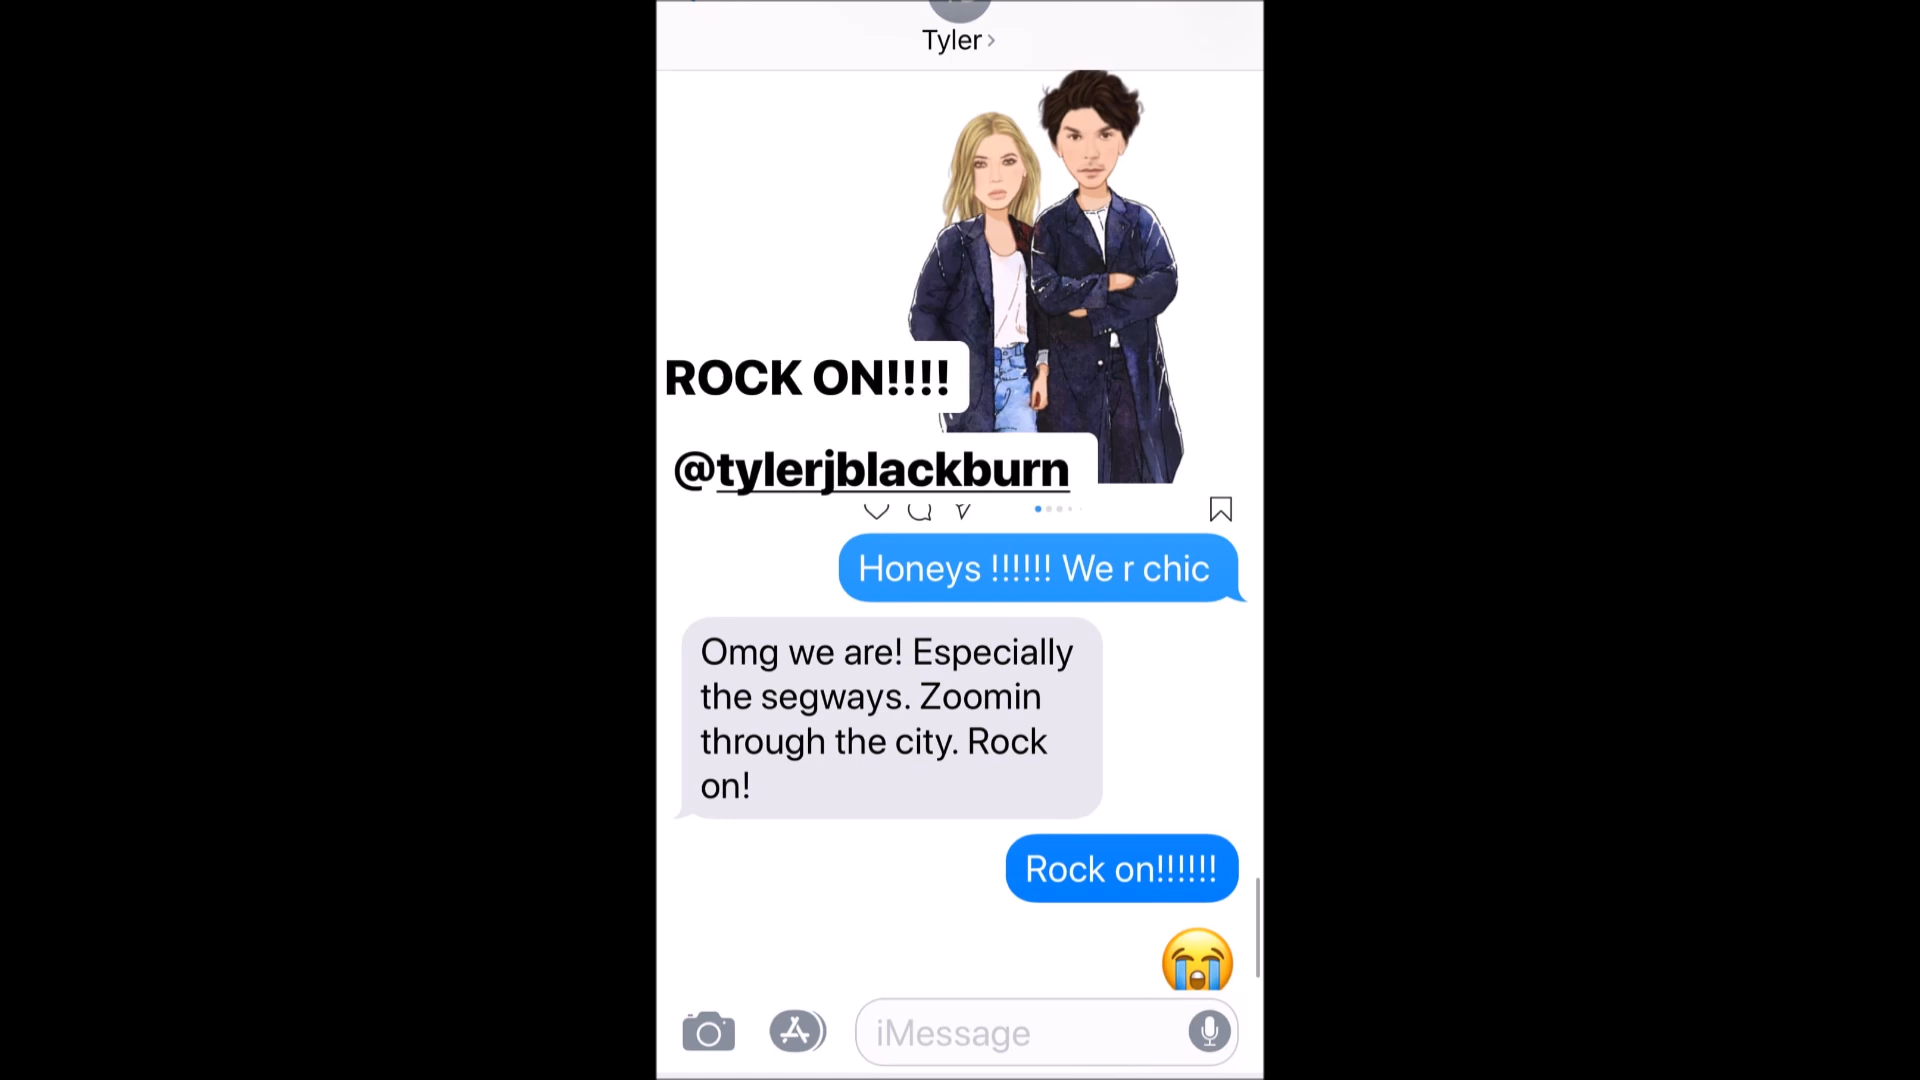 Tyler
ROCK ON!!!!
@tylerjblackburn
Honeys !!!!!! We r chic
Omg we are! Especially
the segways. Zoomin
through the city. Rock
on!
Rock on!!!!!!
iMessage